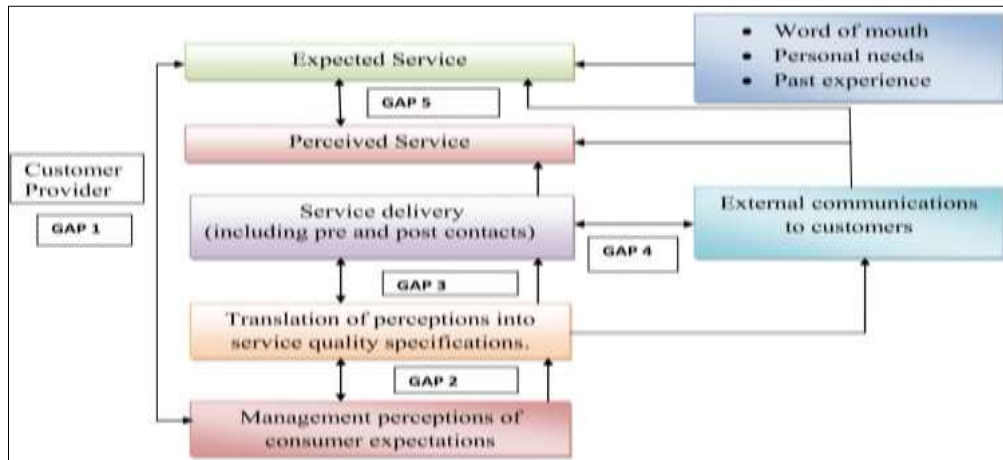 • Word of mouth
• Personal needs
• Past experience
Expected Service
GAP 5
Perceived Service
Customer
Provider
GAP 1
Service delivery
(including pre and post contacts)
External communications
to customers
GAP 4
GAP 3
Translation of perceptions into
service quality specifications.
GAP 2
Management perceptions of
consumer expectations